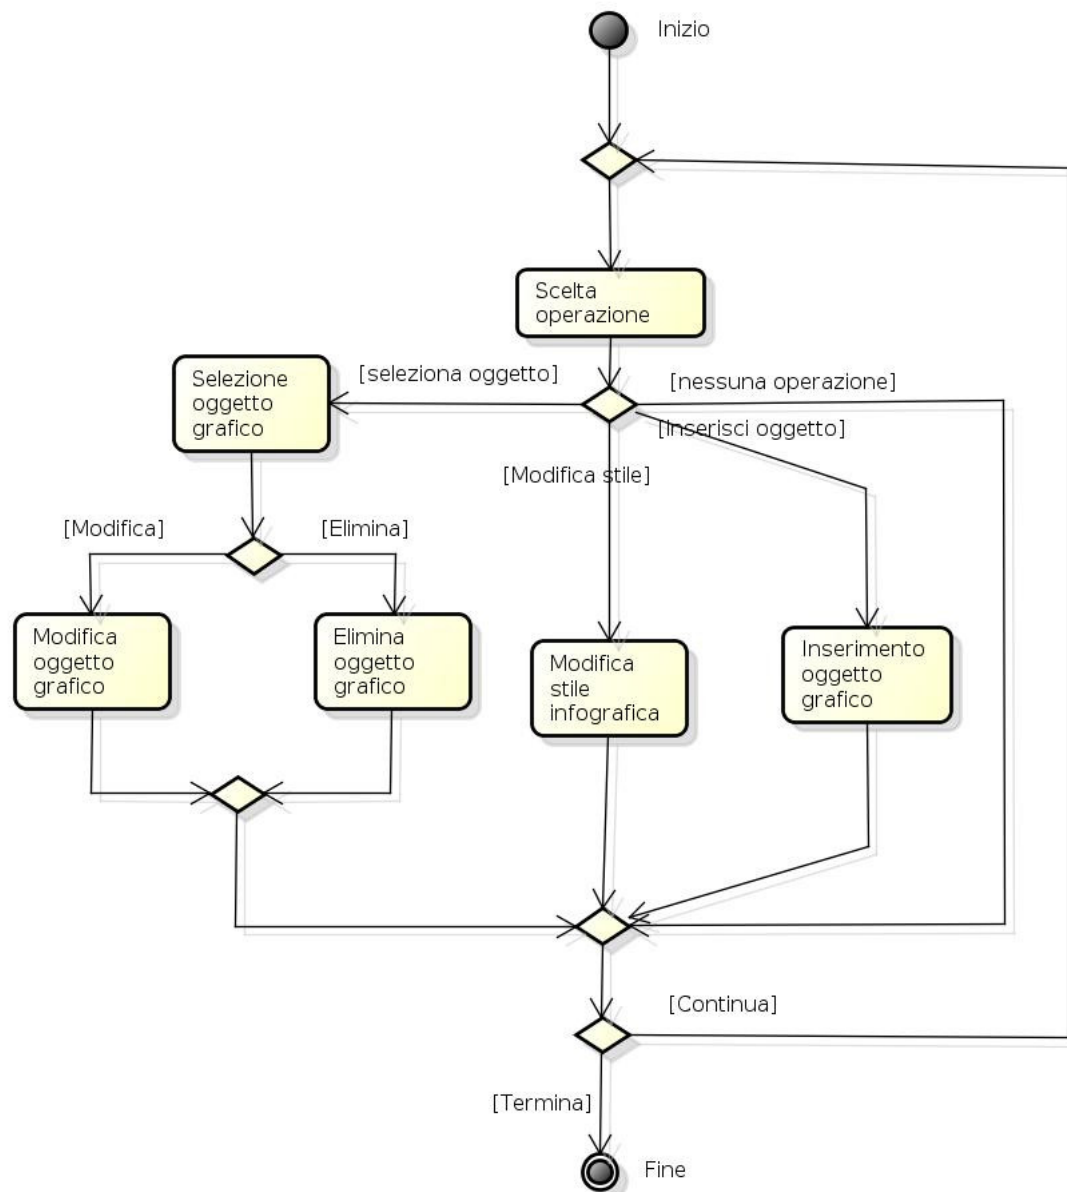 Inizio
Scelta
operazione
[seleziona oggetto]
[nessuna operazione]
Selezione
oggetto
grafico
[Inserisci oggetto]
[Modifica stile]
[Modifica]
[Elimina]
Modifica
oggetto
grafico
Elimina
oggetto
grafico
Modifica
stile
infografica
Inserimento
oggetto
grafico
[Continua]
[Termina]
Fine